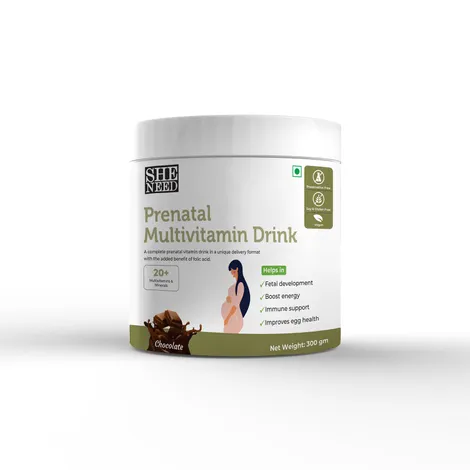 SHE
NEED
Prenatal
Multivitamin Drink
A complete prenatal vitamin drink in a unique delivery format
with the added benefit of folic acid.
20+
Multivitamins &
Minerals
Helps in
✓ Fetal development
✓ Boost energy
✓ Immune support
✓ Improves egg health
Chocolate
Net Weight: 300 gm